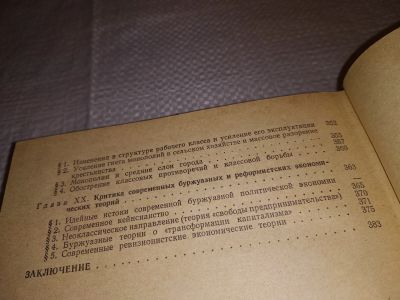 § 1. Изменения в структуре рабочего класса и усиление его эксплуатации 352
§ 2. Усиление гнета монополий в сельском хозяйстве и массовое разорение
крестьянства 355
§ 3. Монополии и средние слои города 357
§ 4. Обострение классовых противоречий и классовой борьбы
Глава XX. Критика современных буржуазных и реформистских экономи-
ческих теорий 365
§ 1. Идейные истоки современной буржуазной политической экономии 365
§ 2. Современное кейнсианство 370
§ 3. Неоклассическое направление (теория «свободы предпринимательства») 371
§ 4. Буржуазные теории о «трансформации капитализма» 375
§ 5. Современные ревизионистские экономические теории 383
ЗАКЛЮЧЕНИЕ